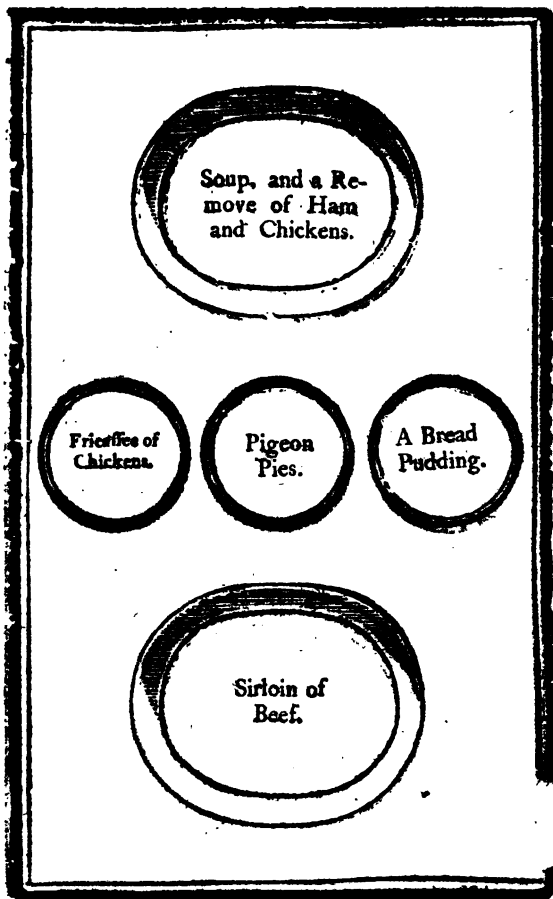 Soup, and a Re-
move of Ham
and Chickens.
Fricassee of
Chickens.
Pigeon
Pies.
A Bread
Pudding.
Sirloin of
Beef.